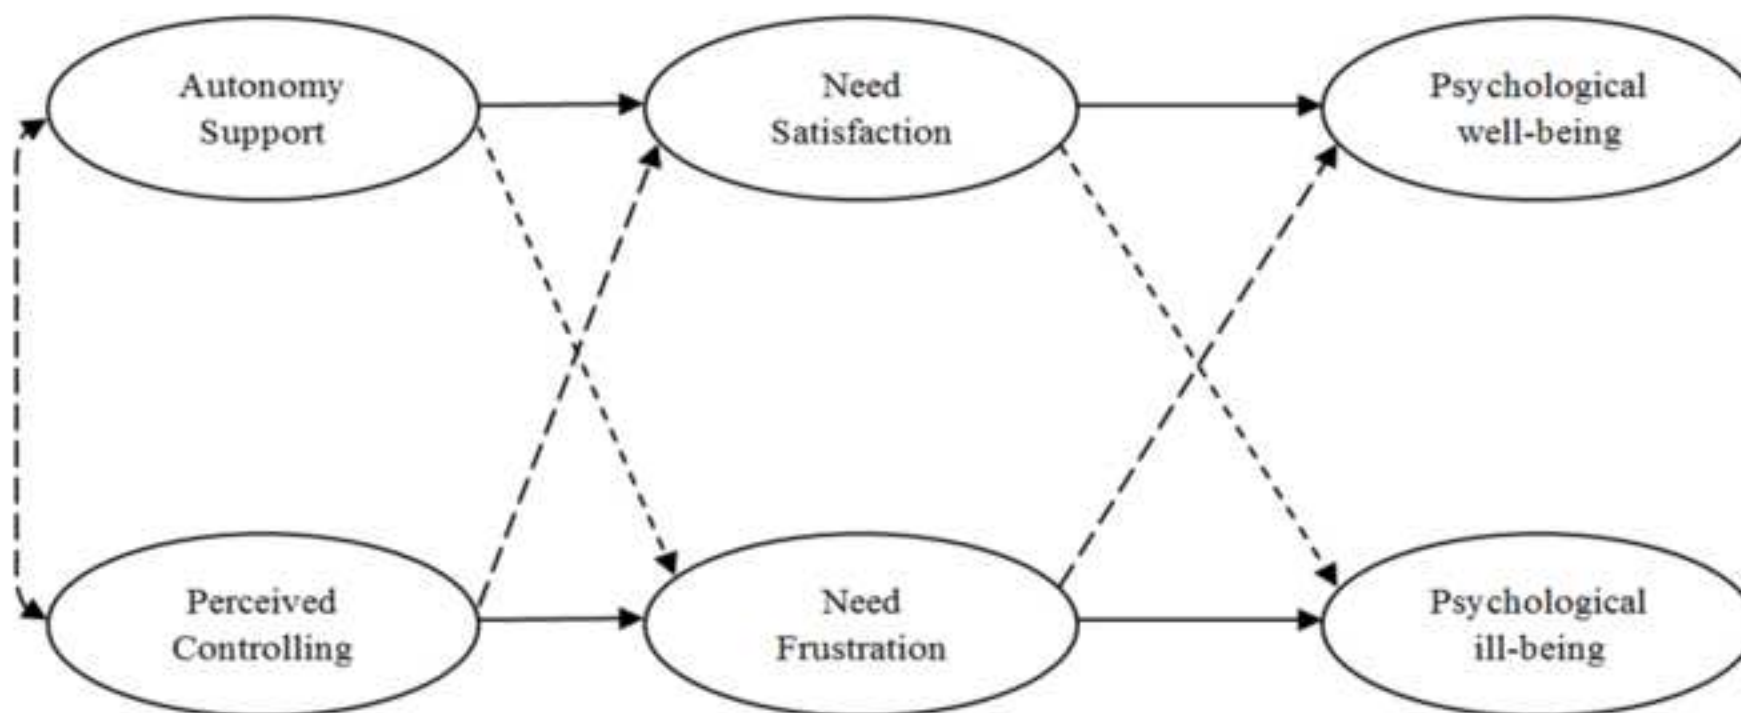 Autonomy
Support
Need
Satisfaction
Psychological
well-being
Perceived
Controlling
Need
Frustration
Psychological
ill-being